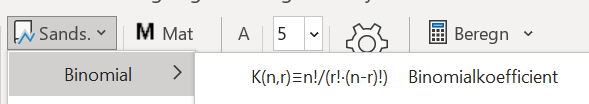 Sands. M Mat A 5 Beregn
Binomial K(n,r)≡n!/(r!·(n-r)!) Binomialkoefficient